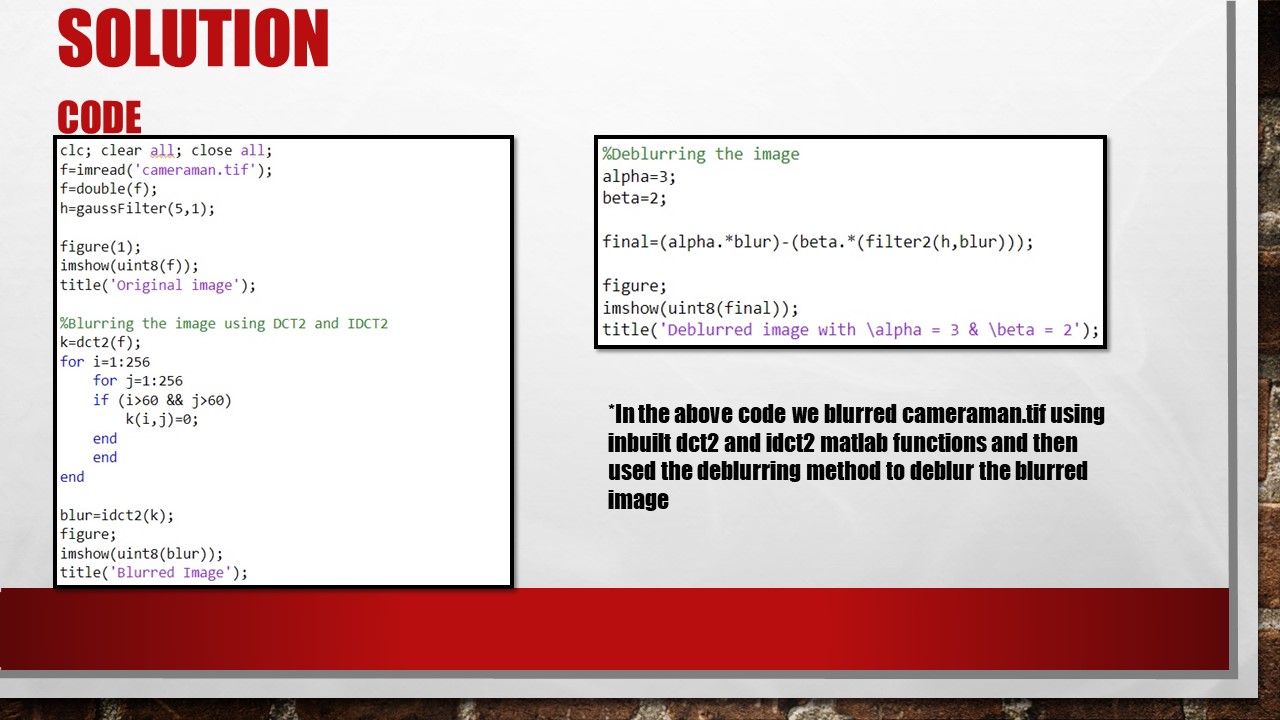 SOLUTION
CODE
clc; clear all; close all;
f=imread('cameraman.tif');
f=double(f);
h=gaussFilter(5,1);
figure(1);
imshow(uint8(f));
title('Original image');
%Blurring the image using DCT2 and IDCT2
k=dct2(f);
for i=1:256
for j=1:256
if (i>60 && j>60)
k(i,j)=0;
end
end
end
blur=idct2(k);
figure;
imshow(uint8(blur));
title('Blurred Image');
%Deblurring the image
alpha=3;
beta=2;
final=(alpha.*blur)-(beta.*(filter2(h,blur)));
figure;
imshow(uint8(final));
title('Deblurred image with \alpha = 3 & \beta = 2');
*In the above code we blurred cameraman.tif using
inbuilt dct2 and idct2 matlab functions and then
used the deblurring method to deblur the blurred
image